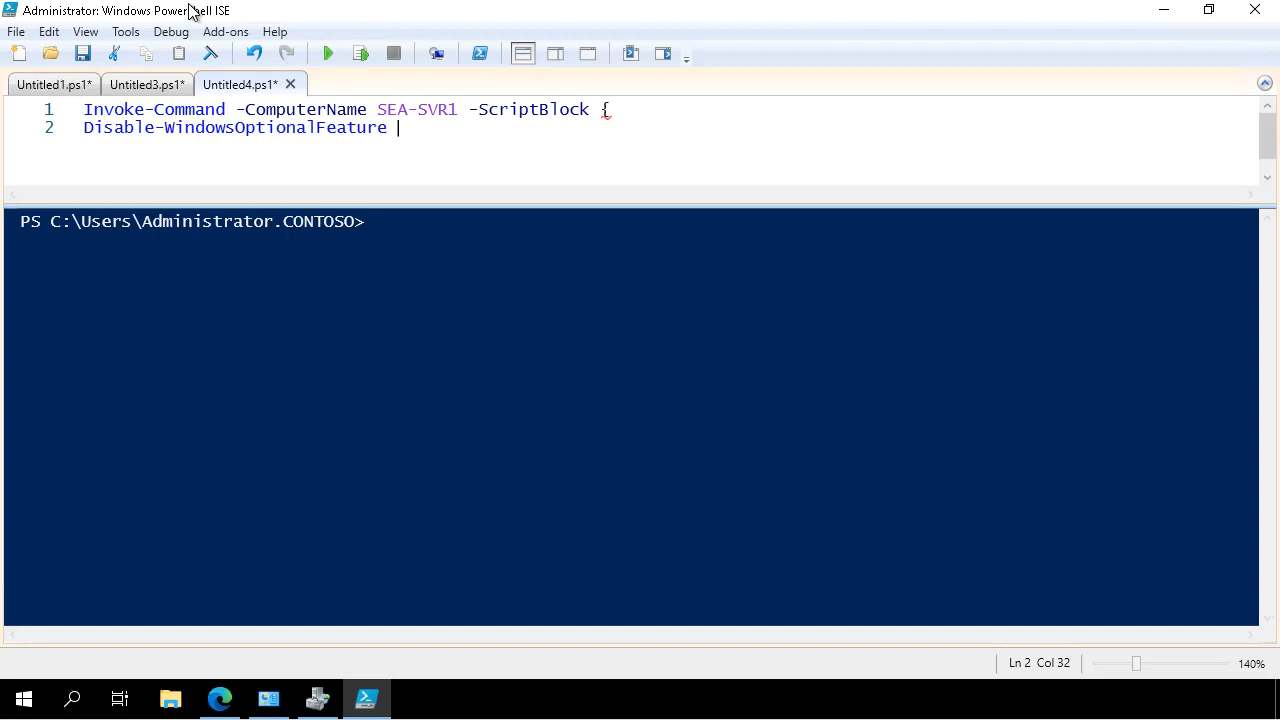 Administrator: Windows PowerShell ISE
File Edit View Tools Debug Add-ons Help
Untitled1.ps1* Untitled3.ps1* Untitled4.ps1*
1 Invoke-Command -ComputerName SEA-SVR1 -ScriptBlock {
2 Disable-WindowsOptionalFeature
PS C:\Users\Administrator.CONTOSO>
Ln 2 Col 32 140%